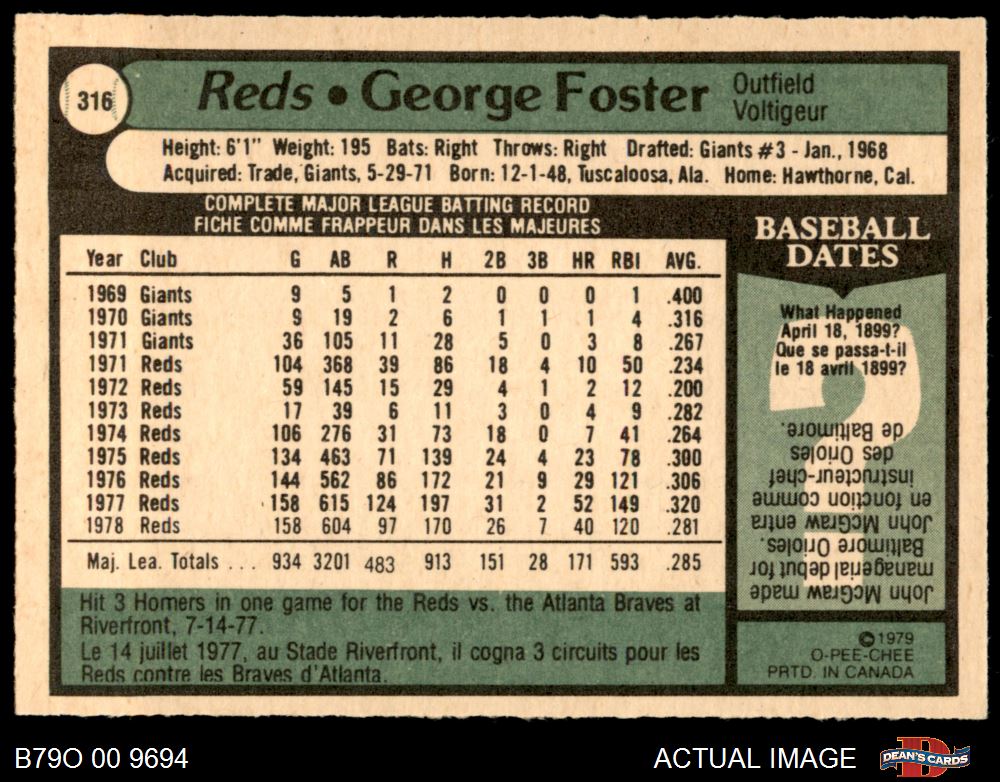 316
Reds • George Foster
Outfield
Voltigeur
Height: 6'1" Weight: 195 Bats: Right Throws: Right Drafted: Giants #3 - Jan., 1968
Acquired: Trade, Giants, 5-29-71 Born: 12-1-48, Tuscaloosa, Ala. Home: Hawthorne, Cal.
COMPLETE MAJOR LEAGUE BATTING RECORD
FICHE COMME FRAPPEUR DANS LES MAJEURES
Year Club G AB R H 2B 3B HR RBI AVG.
1969 Giants 9 5 1 2 0 0 0 1 .400
1970 Giants 9 19 2 6 1 1 1 4 .316
1971 Giants 36 105 11 28 5 0 3 8 .267
1971 Reds 104 368 39 86 18 4 10 50 .234
1972 Reds 59 145 15 29 4 1 2 12 .200
1973 Reds 17 39 6 11 3 0 4 9 .282
1974 Reds 106 276 31 73 18 0 7 41 .264
1975 Reds 134 463 71 139 24 4 23 78 .300
1976 Reds 144 562 86 172 21 9 29 121 .306
1977 Reds 158 615 124 197 31 2 52 149 .320
1978 Reds 158 604 97 170 26 7 40 120 .281
Maj. Lea. Totals . . . 934 3201 483 913 151 28 171 593 .285
Hit 3 Homers in one game for the Reds vs. the Atlanta Braves at
Riverfront, 7-14-77.
Le 14 juillet 1977, au Stade Riverfront, il cogna 3 circuits pour les
Reds contre les Braves d'Atlanta.
BASEBALL
DATES
What Happened
April 18, 1899?
Que se passa-t-il
le 18 avril 1899?
John McGraw made
managerial debut for
Baltimore Orioles.
John McGraw entra
en fonction comme
instructeur-chef
des Orioles
de Baltimore.
©1979
O-PEE-CHEE
PRTD. IN CANADA
B79O 00 9694
ACTUAL IMAGE
DEAN'S CARDS